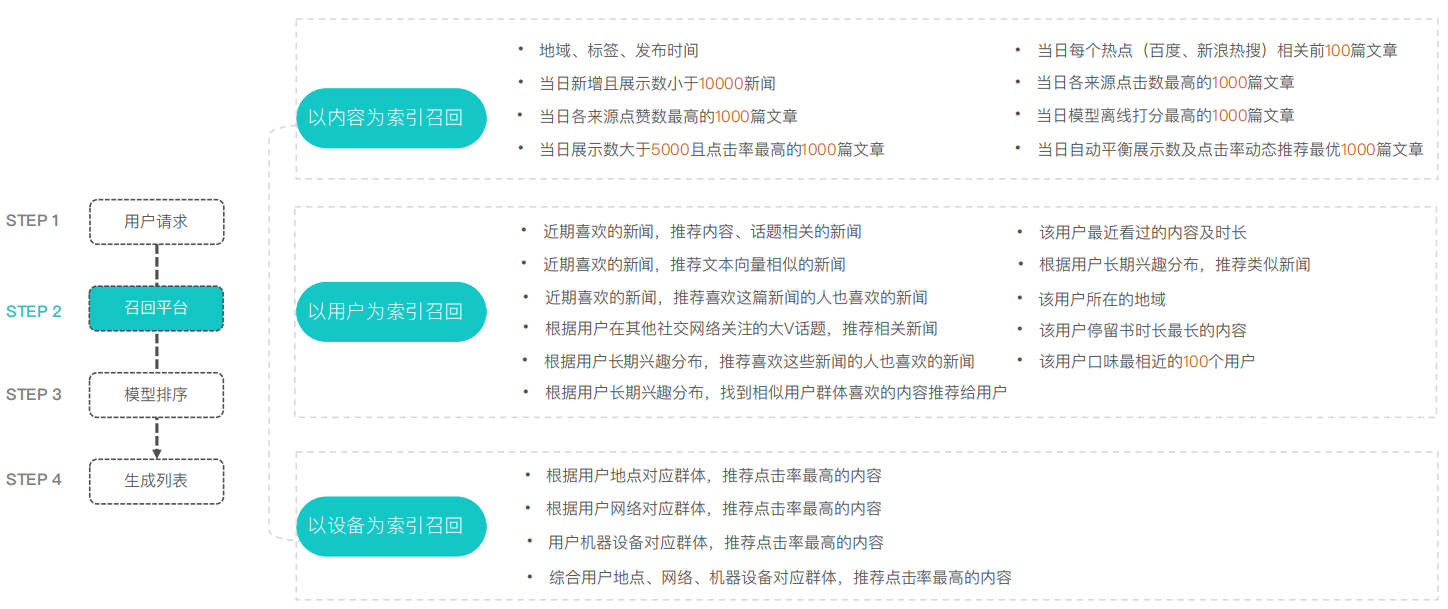 STEP 1
用户请求
STEP 2
召回平台
STEP 3
模型排序
STEP 4
生成列表
以内容为索引召回
• 地域、标签、发布时间
• 当日新增且展示数小于10000新闻
• 当日各来源点赞数最高的1000篇文章
• 当日展示数大于5000且点击率最高的1000篇文章
• 当日每个热点（百度、新浪热搜）相关前100篇文章
• 当日各来源点击数最高的1000篇文章
• 当日模型离线打分最高的1000篇文章
• 当日自动平衡展示数及点击率动态推荐最优1000篇文章
以用户为索引召回
• 近期喜欢的新闻，推荐内容、话题相关的新闻
• 近期喜欢的新闻，推荐文本向量相似的新闻
• 近期喜欢的新闻，推荐喜欢这篇新闻的人也喜欢的新闻
• 根据用户在其他社交网络关注的大V话题，推荐相关新闻
• 根据用户长期兴趣分布，推荐喜欢这些新闻的人也喜欢的新闻
• 根据用户长期兴趣分布，找到相似用户群体喜欢的内容推荐给用户
• 该用户最近看过的内容及时长
• 根据用户长期兴趣分布，推荐类似新闻
• 该用户所在的地域
• 该用户停留书时长最长的内容
• 该用户口味最相近的100个用户
以设备为索引召回
• 根据用户地点对应群体，推荐点击率最高的内容
• 根据用户网络对应群体，推荐点击率最高的内容
• 用户机器设备对应群体，推荐点击率最高的内容
• 综合用户地点、网络、机器设备对应群体，推荐点击率最高的内容